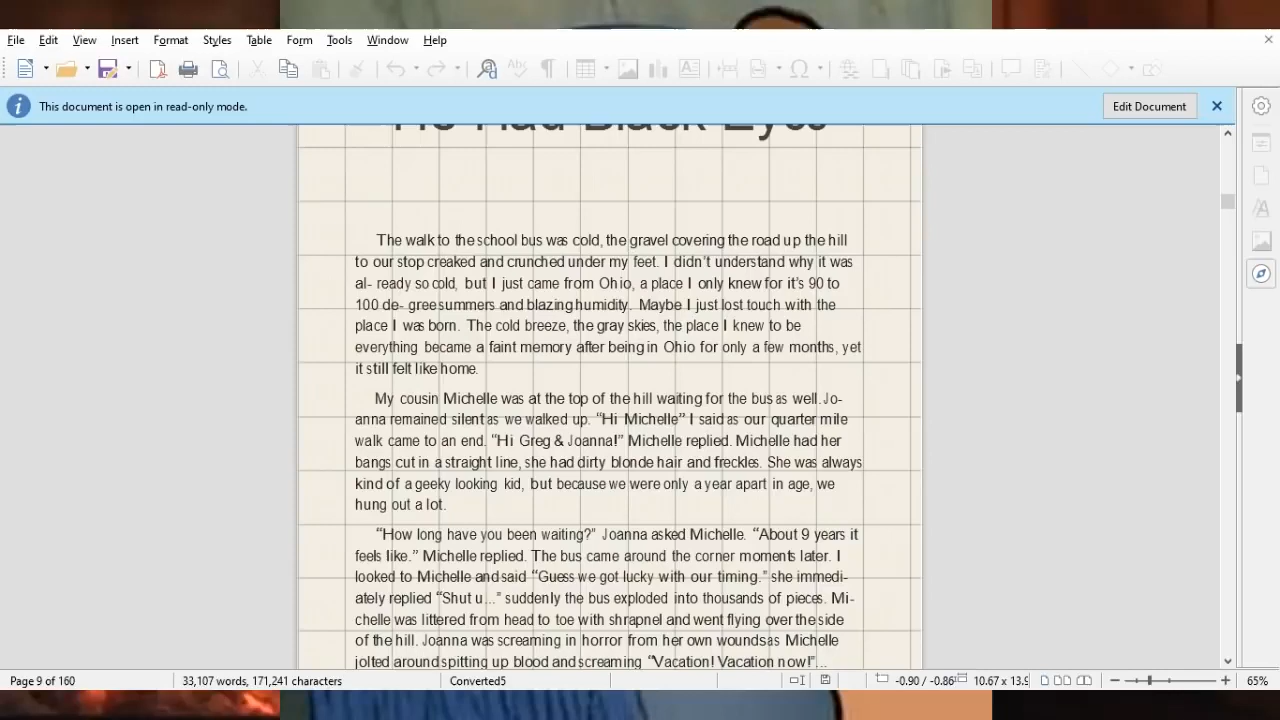 File Edit View Insert Format Styles Table Form Tools Window Help
This document is open in read-only mode.
Edit Document
He Had Black Eyes
The walk to the school bus was cold, the gravel covering the road up the hill
to our stop creaked and crunched under my feet. I didn't understand why it was
al- ready so cold, but I just came from Ohio, a place I only knew for it's 90 to
100 de- gree summers and blazing humidity. Maybe I just lost touch with the
place I was born. The cold breeze, the gray skies, the place I knew to be
everything became a faint memory after being in Ohio for only a few months, yet
it still felt like home.
My cousin Michelle was at the top of the hill waiting for the bus as well. Jo-
anna remained silent as we walked up. “Hi Michelle” I said as our quarter mile
walk came to an end. “Hi Greg & Joanna!” Michelle replied. Michelle had her
bangs cut in a straight line, she had dirty blonde hair and freckles. She was always
kind of a geeky looking kid, but because we were only a year apart in age, we
hung out a lot.
“How long have you been waiting?” Joanna asked Michelle. “About 9 years it
feels like.” Michelle replied. The bus came around the corner moments later. I
looked to Michelle and said “Guess we got lucky with our timing.” she immedi-
ately replied “Shut u...” suddenly the bus exploded into thousands of pieces. Mi-
chelle was littered from head to toe with shrapnel and went flying over the side
of the hill. Joanna was screaming in horror from her own wounds as Michelle
jolted around spitting up blood and screaming “Vacation! Vacation now!”...
Page 9 of 160 33,107 words, 171,241 characters Converted5 -0.90 / -0.86 10.67 x 13.9 65%